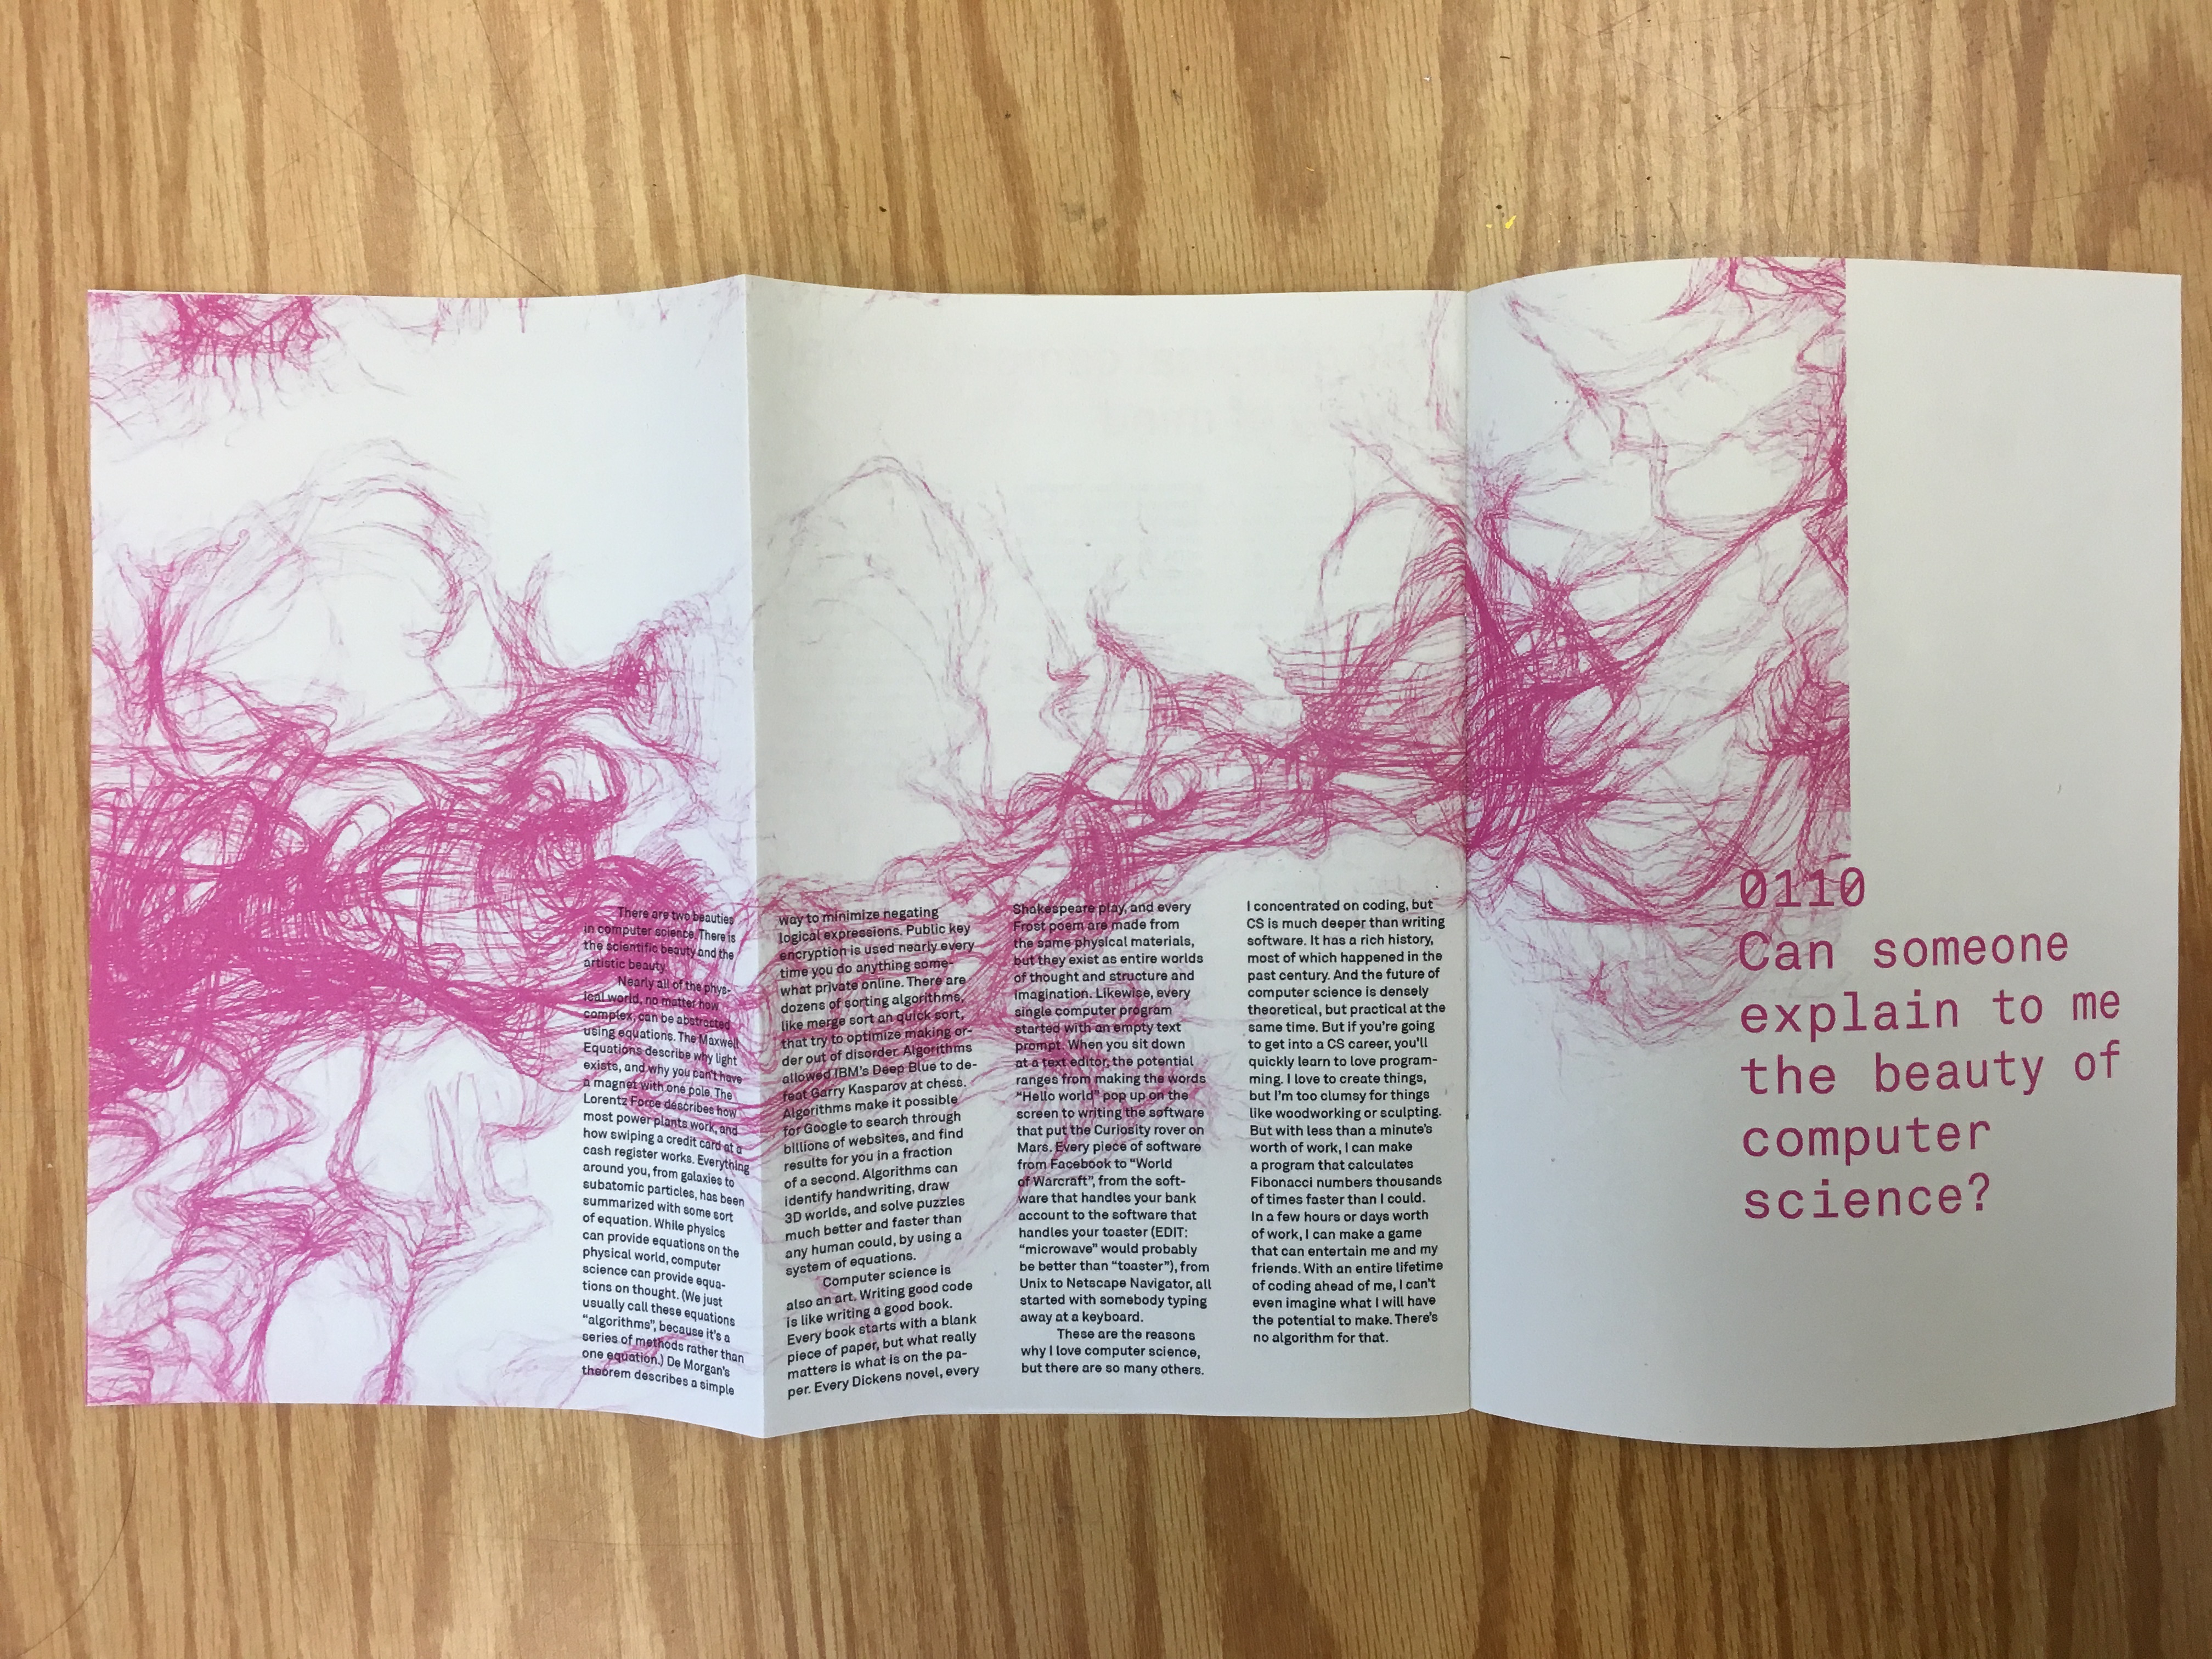 There are two beauties
in computer science. There is
the scientific beauty and the
artistic beauty.
Nearly all of the phys-
ical world, no matter how
complex, can be abstracted
using equations. The Maxwell
Equations describe why light
exists, and why you can't have
a magnet with one pole. The
Lorentz Force describes how
most power plants work, and
how swiping a credit card at a
cash register works. Everything
around you, from galaxies to
subatomic particles, has been
summarized with some sort
of equation. While physics
can provide equations on the
physical world, computer
science can provide equa-
tions on thought. (We just
usually call these equations
"algorithms", because it's a
series of methods rather than
one equation.) De Morgan's
theorem describes a simple
way to minimize negating
logical expressions. Public key
encryption is used nearly every
time you do anything some-
what private online. There are
dozens of sorting algorithms,
like merge sort an quick sort,
that try to optimize making or-
der out of disorder. Algorithms
allowed IBM's Deep Blue to de-
feat Garry Kasparov at chess.
Algorithms make it possible
for Google to search through
billions of websites, and find
results for you in a fraction
of a second. Algorithms can
identify handwriting, draw
3D worlds, and solve puzzles
much better and faster than
any human could, by using a
system of equations.
Computer science is
also an art. Writing good code
is like writing a good book.
Every book starts with a blank
piece of paper, but what really
matters is what is on the pa-
per. Every Dickens novel, every
Shakespeare play, and every
Frost poem are made from
the same physical materials,
but they exist as entire worlds
of thought and structure and
imagination. Likewise, every
single computer program
started with an empty text
prompt. When you sit down
at a text editor, the potential
ranges from making the words
"Hello world" pop up on the
screen to writing the software
that put the Curiosity rover on
Mars. Every piece of software
from Facebook to "World
of Warcraft", from the soft-
ware that handles your bank
account to the software that
handles your toaster (EDIT:
"microwave" would probably
be better than "toaster"), from
Unix to Netscape Navigator, all
started with somebody typing
away at a keyboard.
These are the reasons
why I love computer science,
but there are so many others.
I concentrated on coding, but
CS is much deeper than writing
software. It has a rich history,
most of which happened in the
past century. And the future of
computer science is densely
theoretical, but practical at the
same time. But if you're going
to get into a CS career, you'll
quickly learn to love program-
ming. I love to create things,
but I'm too clumsy for things
like woodworking or sculpting.
But with less than a minute's
worth of work, I can make
a program that calculates
Fibonacci numbers thousands
of times faster than I could.
In a few hours or days worth
of work, I can make a game
that can entertain me and my
friends. With an entire lifetime
of coding ahead of me, I can't
even imagine what I will have
the potential to make. There's
no algorithm for that.
0110
Can someone
explain to me
the beauty of
computer
science?